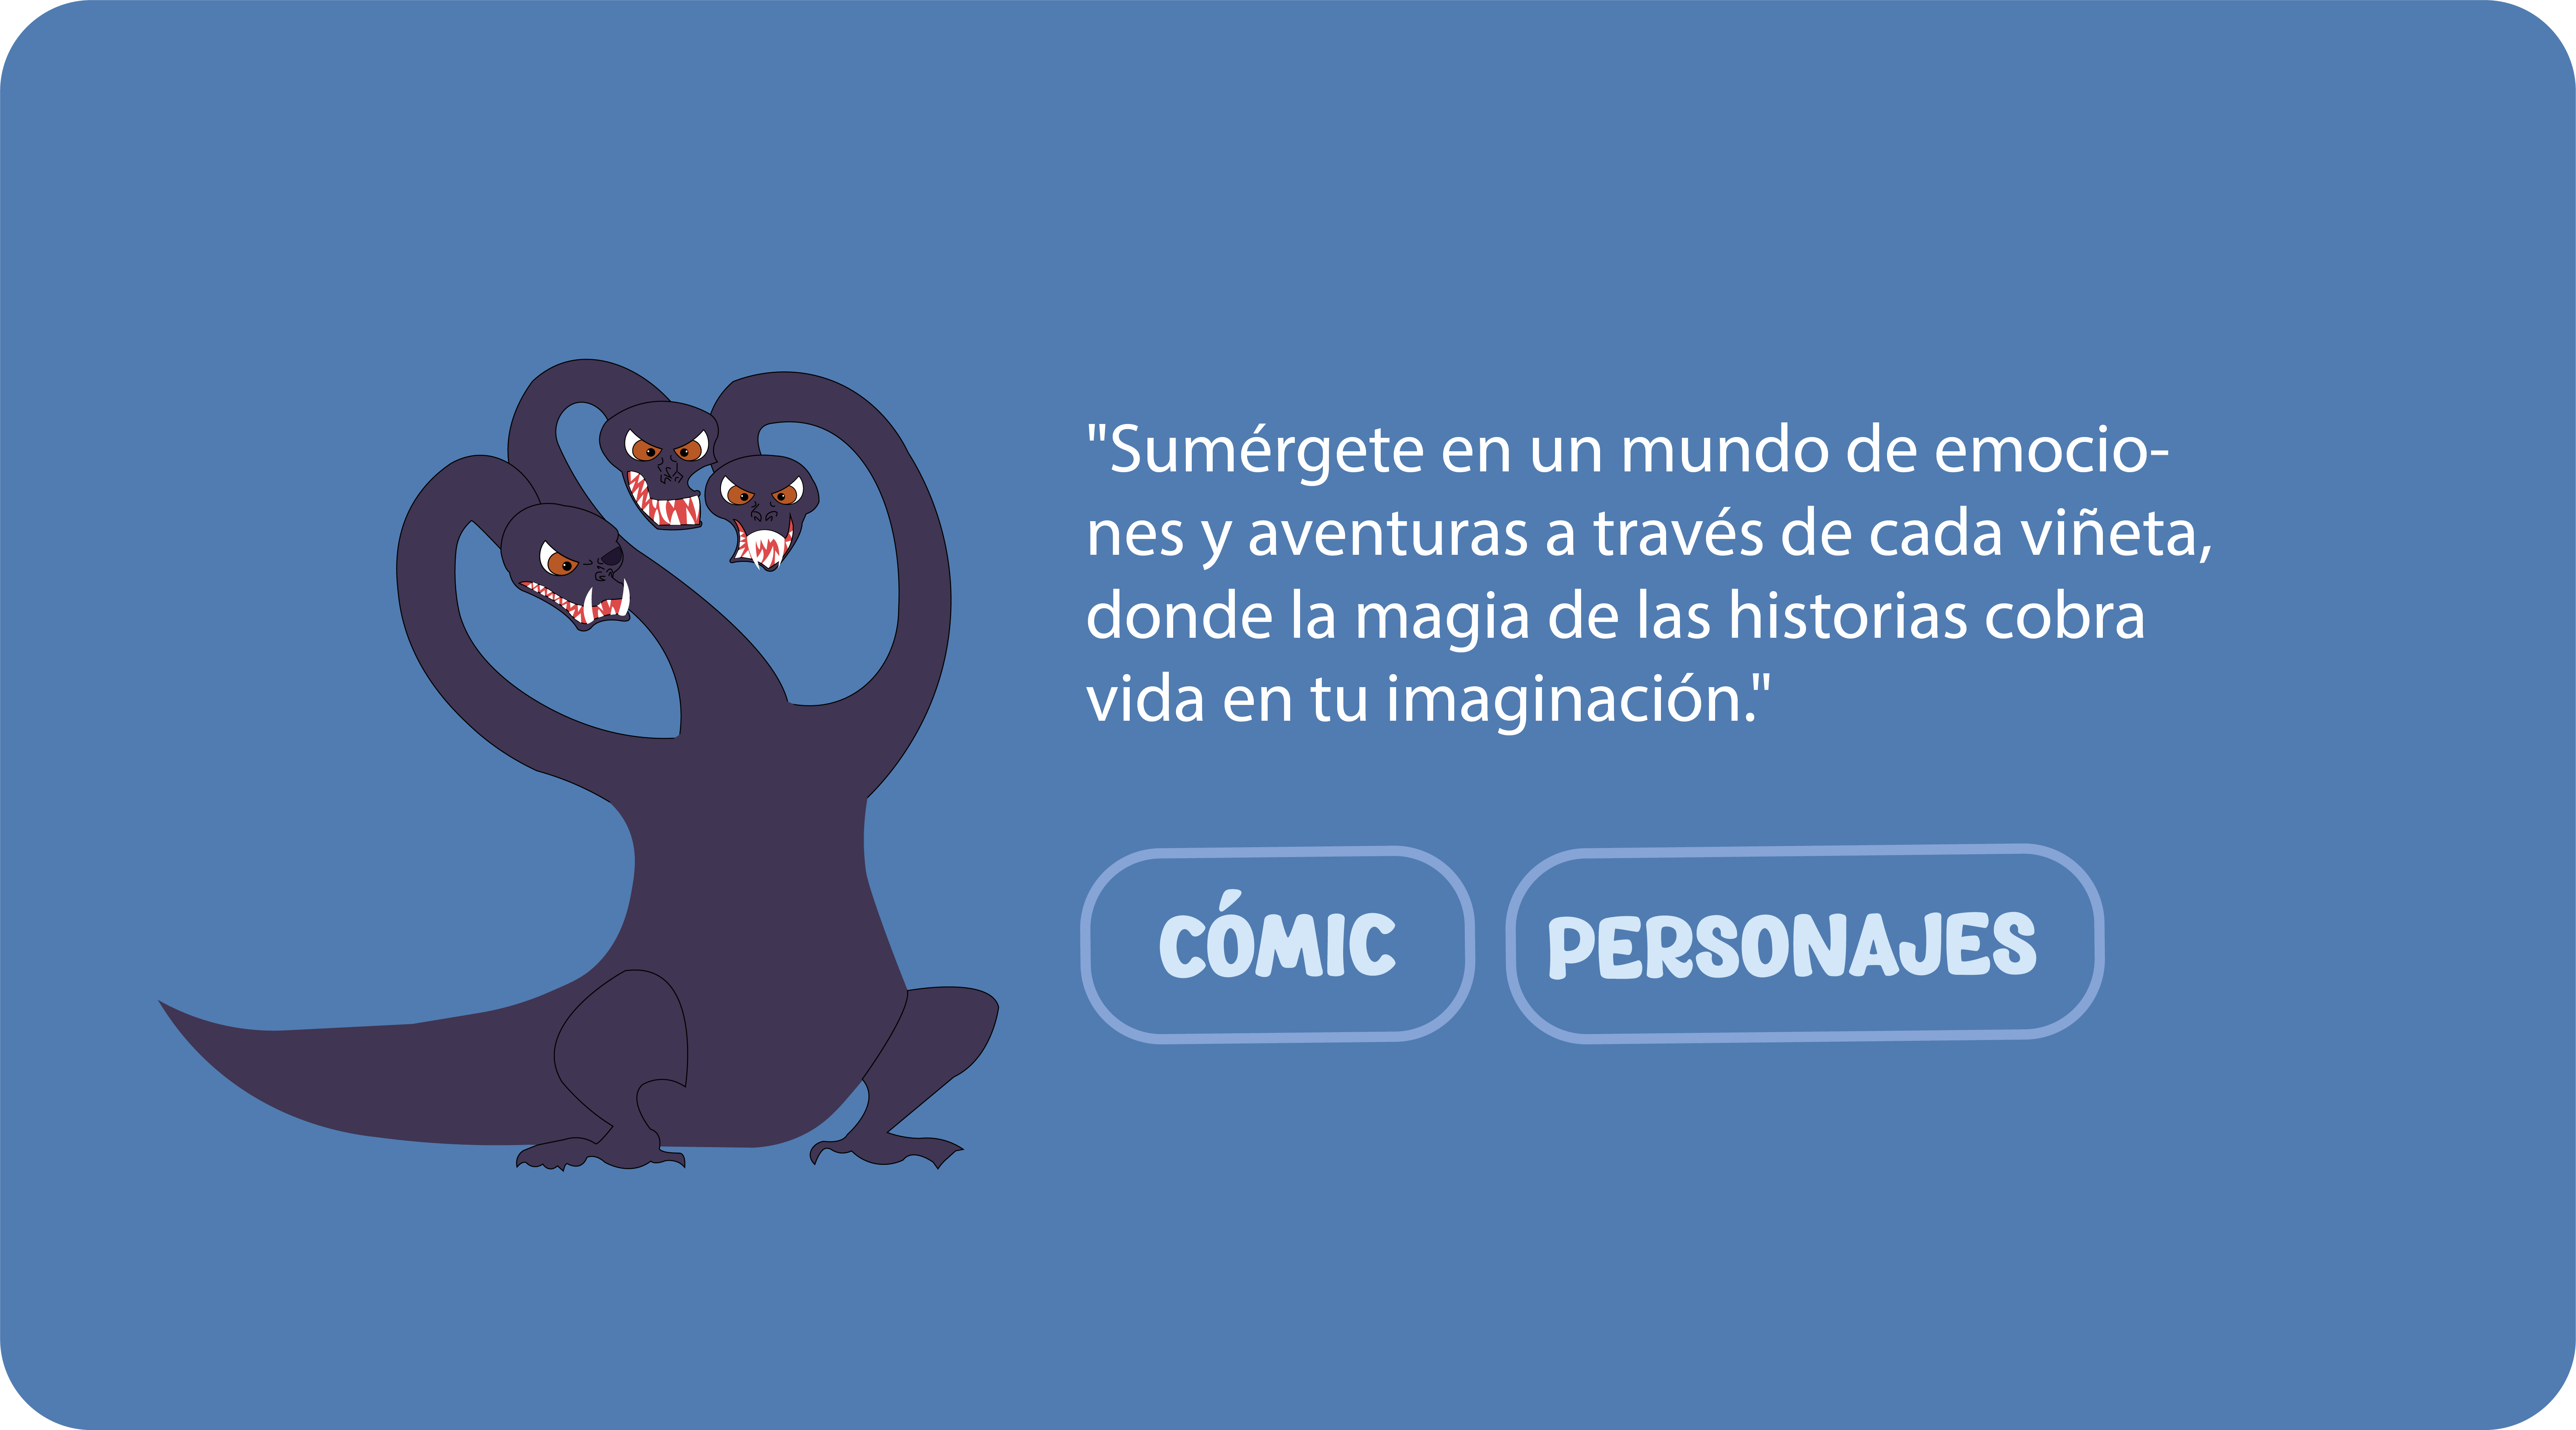 "Sumérgete en un mundo de emocio-
nes y aventuras a través de cada viñeta,
donde la magia de las historias cobra
vida en tu imaginación."
CÓMIC
PERSONAJES